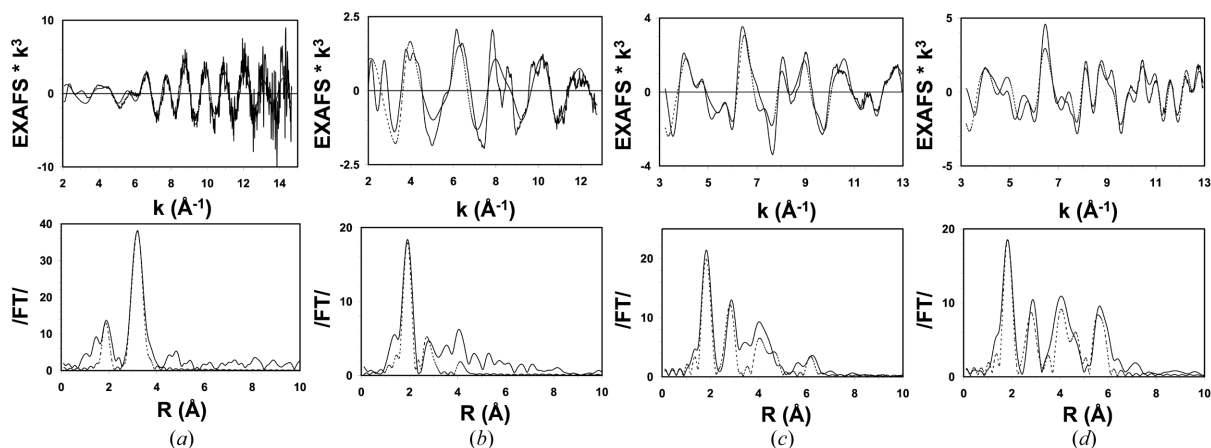 EXAFS * k³
10
0
-10
2 4 6 8 10 12 14
k (Å⁻¹)
EXAFS * k³
2.5
0
-2.5
2 4 6 8 10 12
k (Å⁻¹)
EXAFS * k³
4
0
-4
3 5 7 9 11 13
k (Å⁻¹)
EXAFS * k³
5
0
-5
3 5 7 9 11 13
k (Å⁻¹)
/FT/
40
30
20
10
0
0 2 4 6 8 10
R (Å)
(a)
/FT/
20
10
0
0 2 4 6 8 10
R (Å)
(b)
/FT/
20
10
0
0 2 4 6 8 10
R (Å)
(c)
/FT/
20
10
0
0 2 4 6 8 10
R (Å)
(d)